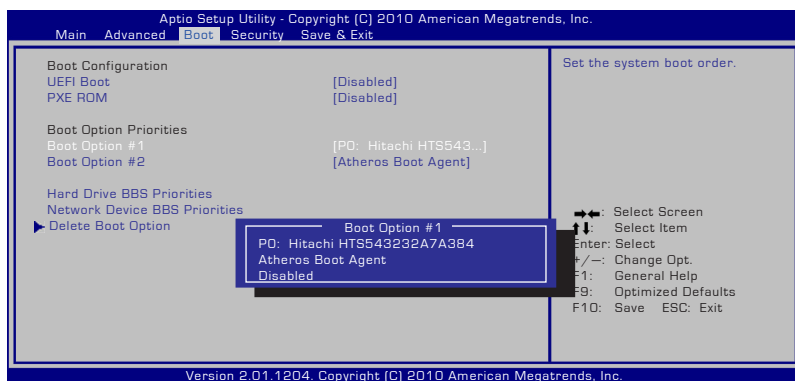 Aptio Setup Utility - Copyright (C) 2010 American Megatrends, Inc.
Main Advanced Boot Security Save & Exit
Boot Configuration
UEFI Boot [Disabled]
PXE ROM [Disabled]
Boot Option Priorities
Boot Option #1 [P0: Hitachi HTS543...]
Boot Option #2 [Atheros Boot Agent]
Hard Drive BBS Priorities
Network Device BBS Priorities
Delete Boot Option
Boot Option #1
P0: Hitachi HTS543232A7A384
Atheros Boot Agent
Disabled
Set the system boot order.
→←: Select Screen
↑↓: Select Item
Enter: Select
+/—: Change Opt.
F1: General Help
F9: Optimized Defaults
F10: Save ESC: Exit
Version 2.01.1204. Copyright (C) 2010 American Megatrends, Inc.